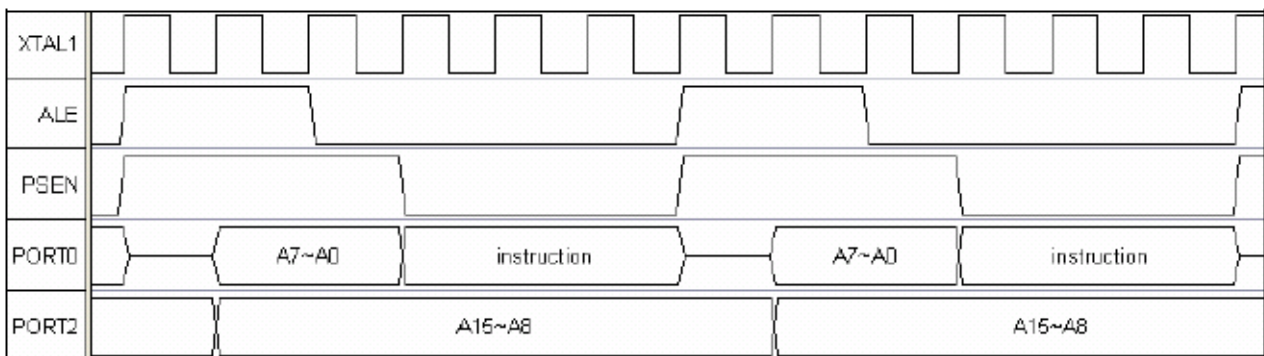 XTAL1
ALE
PSEN
PORT0 A7~A0 instruction A7~A0 instruction
PORT2 A15~A8 A15~A8